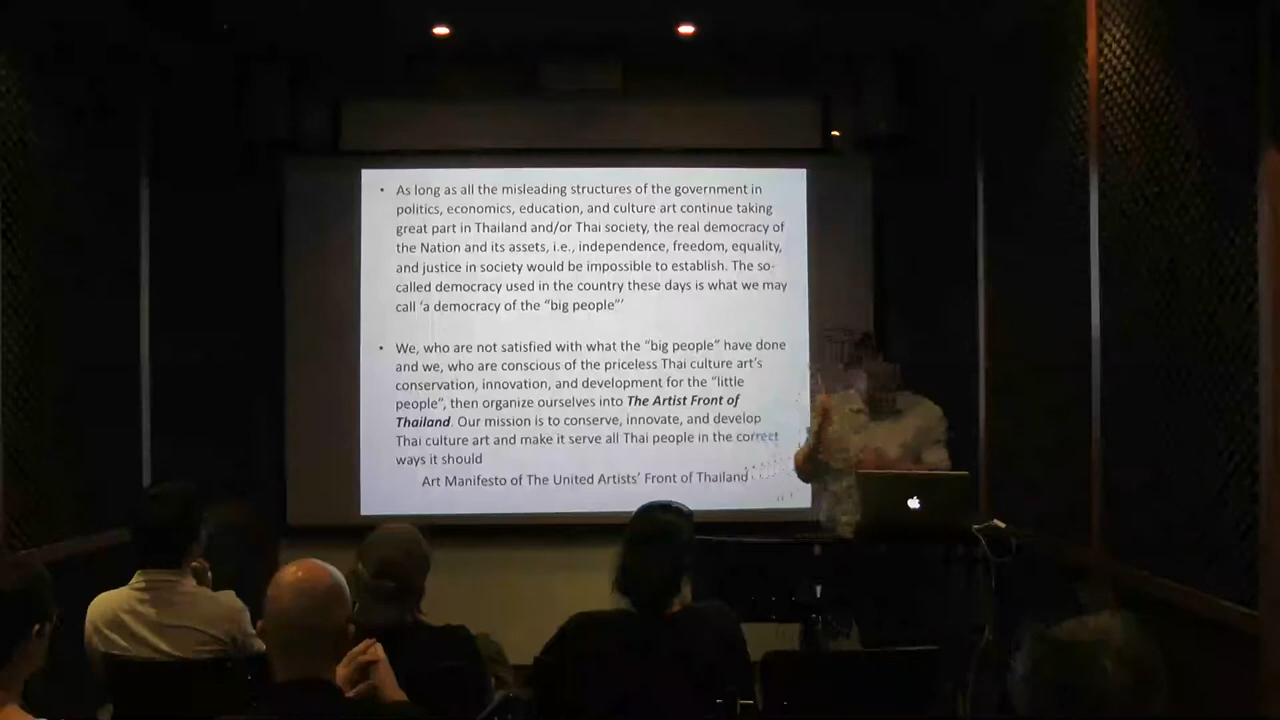 • As long as all the misleading structures of the government in
politics, economics, education, and culture art continue taking
great part in Thailand and/or Thai society, the real democracy of
the Nation and its assets, i.e., independence, freedom, equality,
and justice in society would be impossible to establish. The so-
called democracy used in the country these days is what we may
call ‘a democracy of the “big people”’
• We, who are not satisfied with what the “big people” have done
and we, who are conscious of the priceless Thai culture art’s
conservation, innovation, and development for the “little
people”, then organize ourselves into The Artist Front of
Thailand. Our mission is to conserve, innovate, and develop
Thai culture art and make it serve all Thai people in the correct
ways it should
Art Manifesto of The United Artists’ Front of Thailand